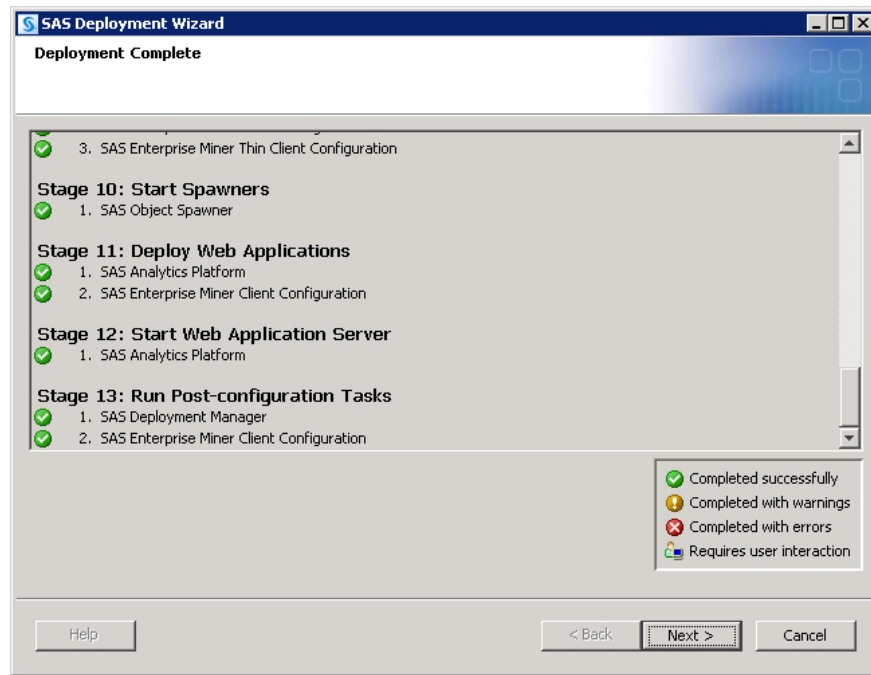 SAS Deployment Wizard
Deployment Complete
3. SAS Enterprise Miner Thin Client Configuration
Stage 10: Start Spawners
1. SAS Object Spawner
Stage 11: Deploy Web Applications
1. SAS Analytics Platform
2. SAS Enterprise Miner Client Configuration
Stage 12: Start Web Application Server
1. SAS Analytics Platform
Stage 13: Run Post-configuration Tasks
1. SAS Deployment Manager
2. SAS Enterprise Miner Client Configuration
Completed successfully
Completed with warnings
Completed with errors
Requires user interaction
Help
< Back
Next >
Cancel